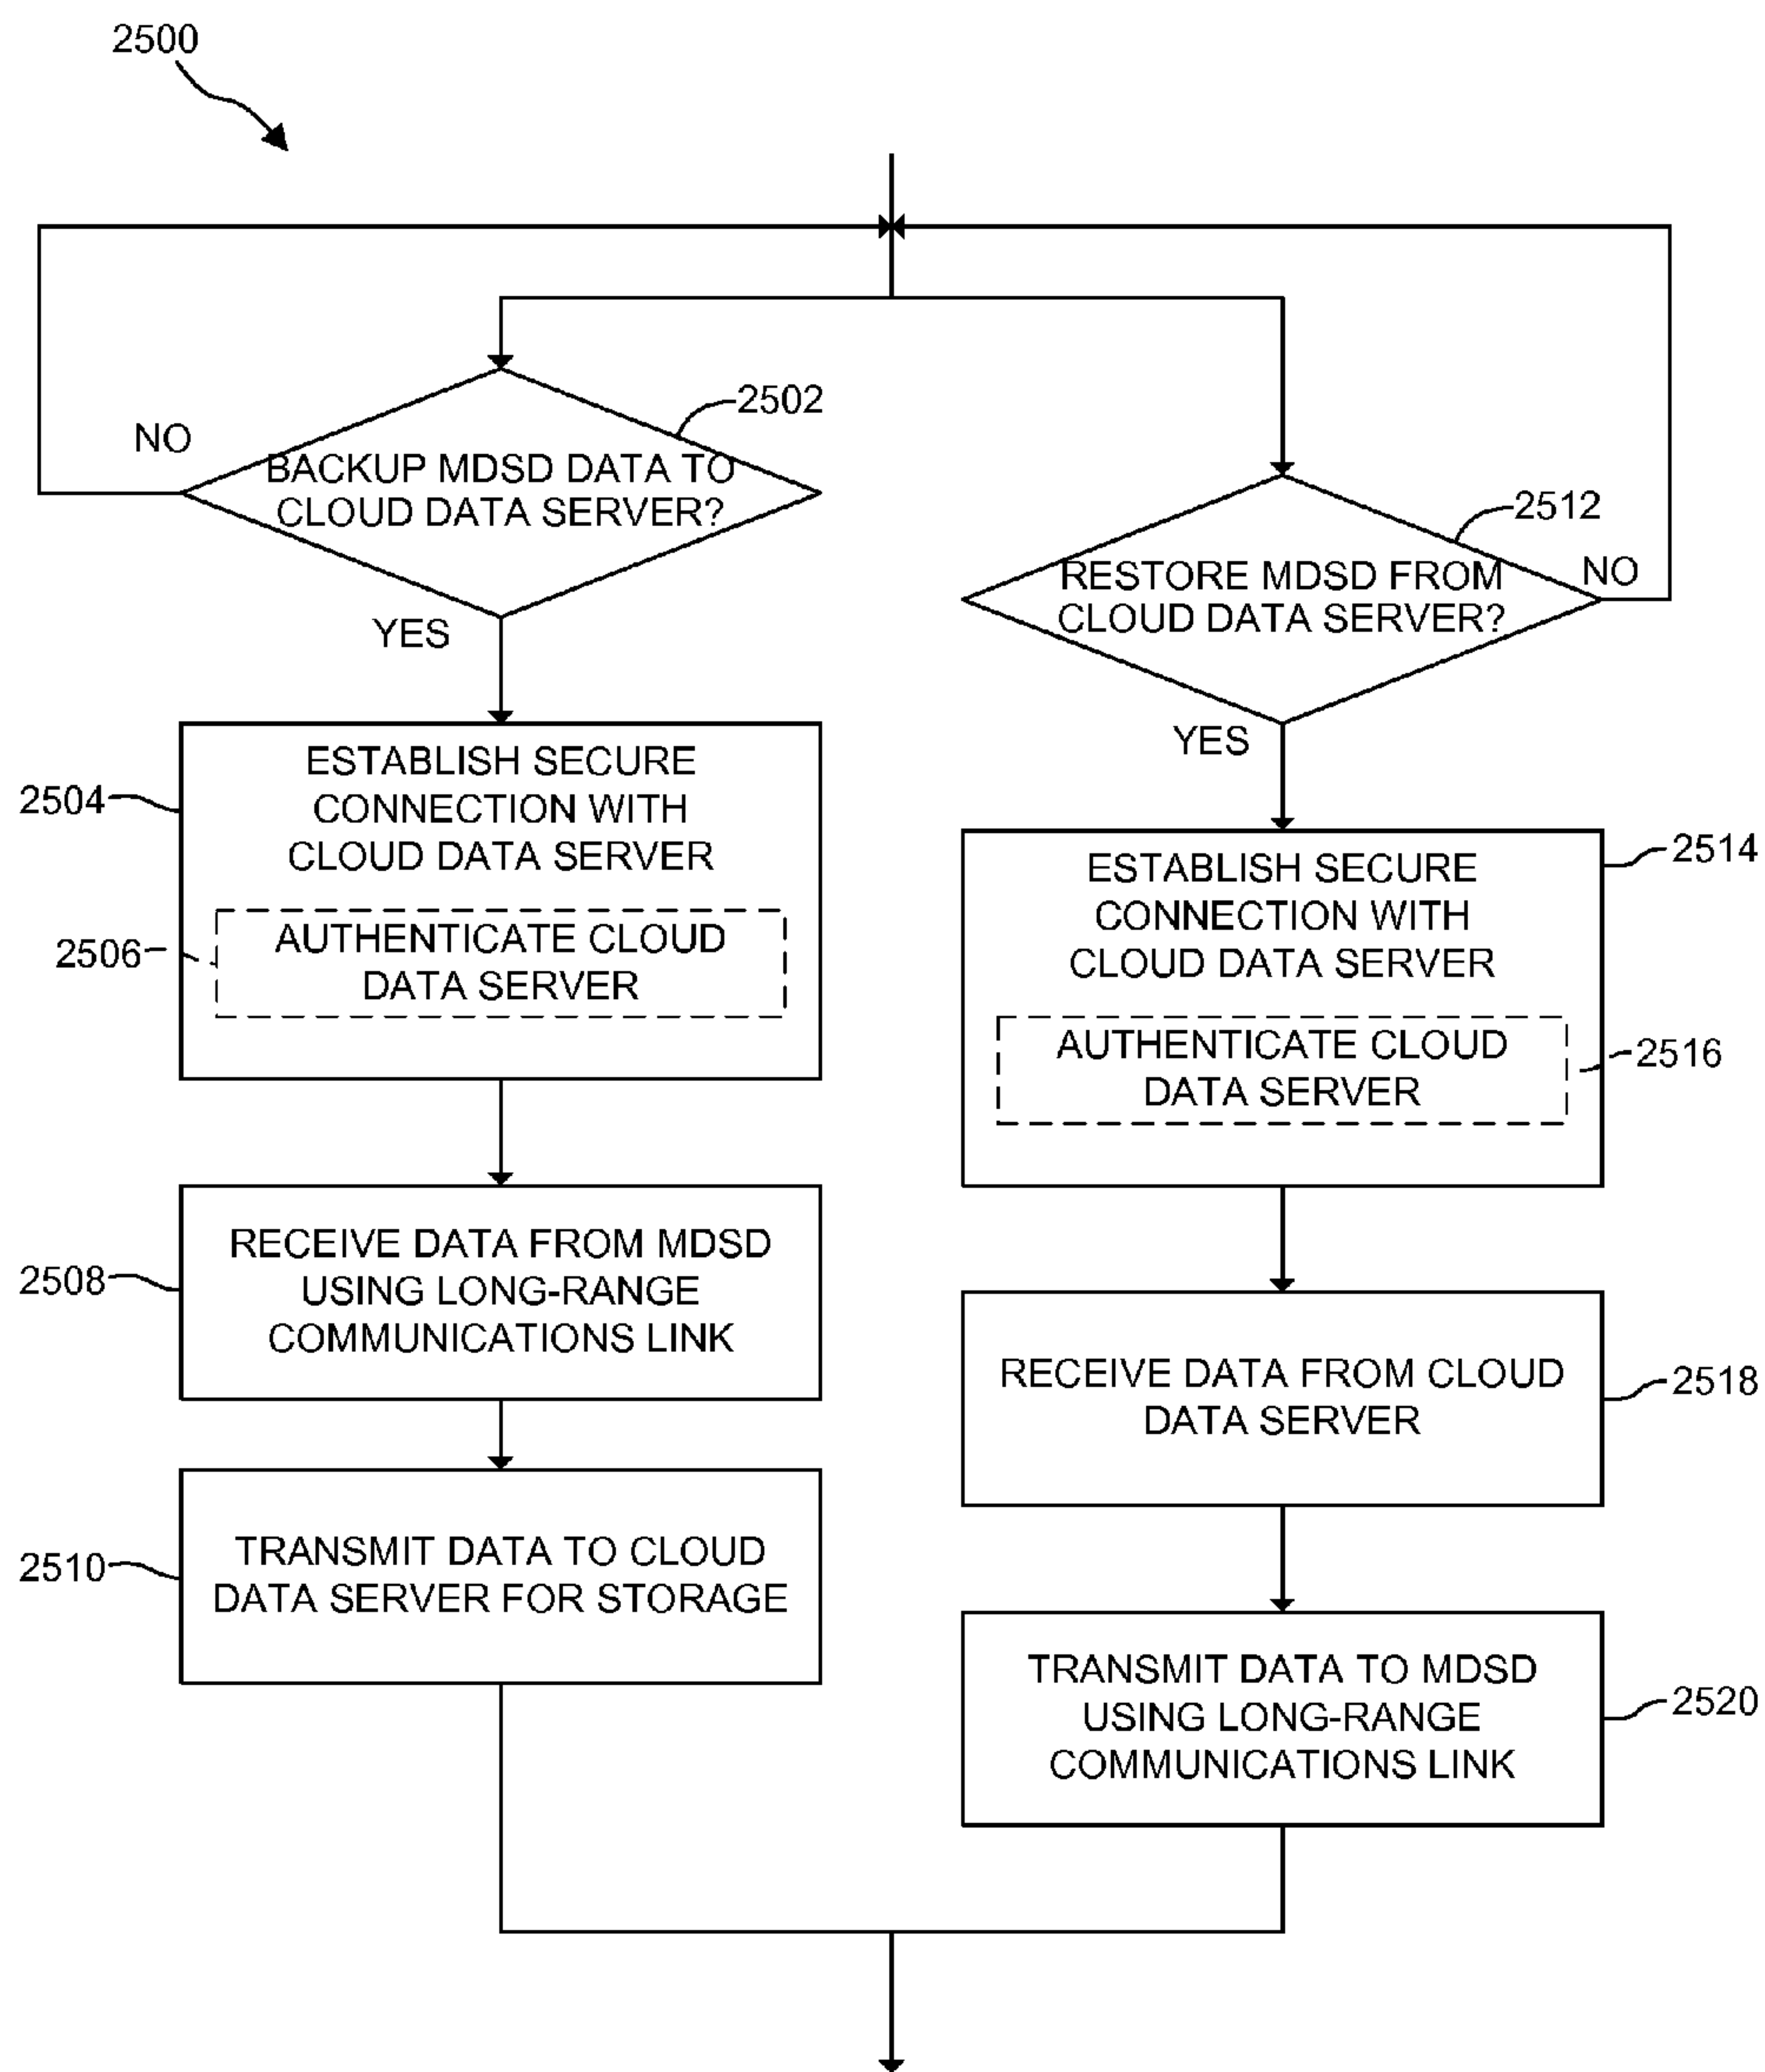 2500
2502
NO
BACKUP MDSD DATA TO
CLOUD DATA SERVER?
YES
2504
ESTABLISH SECURE
CONNECTION WITH
CLOUD DATA SERVER
2506
AUTHENTICATE CLOUD
DATA SERVER
2508
RECEIVE DATA FROM MDSD
USING LONG-RANGE
COMMUNICATIONS LINK
2510
TRANSMIT DATA TO CLOUD
DATA SERVER FOR STORAGE
2512
NO
RESTORE MDSD FROM
CLOUD DATA SERVER?
YES
2514
ESTABLISH SECURE
CONNECTION WITH
CLOUD DATA SERVER
2516
AUTHENTICATE CLOUD
DATA SERVER
2518
RECEIVE DATA FROM CLOUD
DATA SERVER
2520
TRANSMIT DATA TO MDSD
USING LONG-RANGE
COMMUNICATIONS LINK